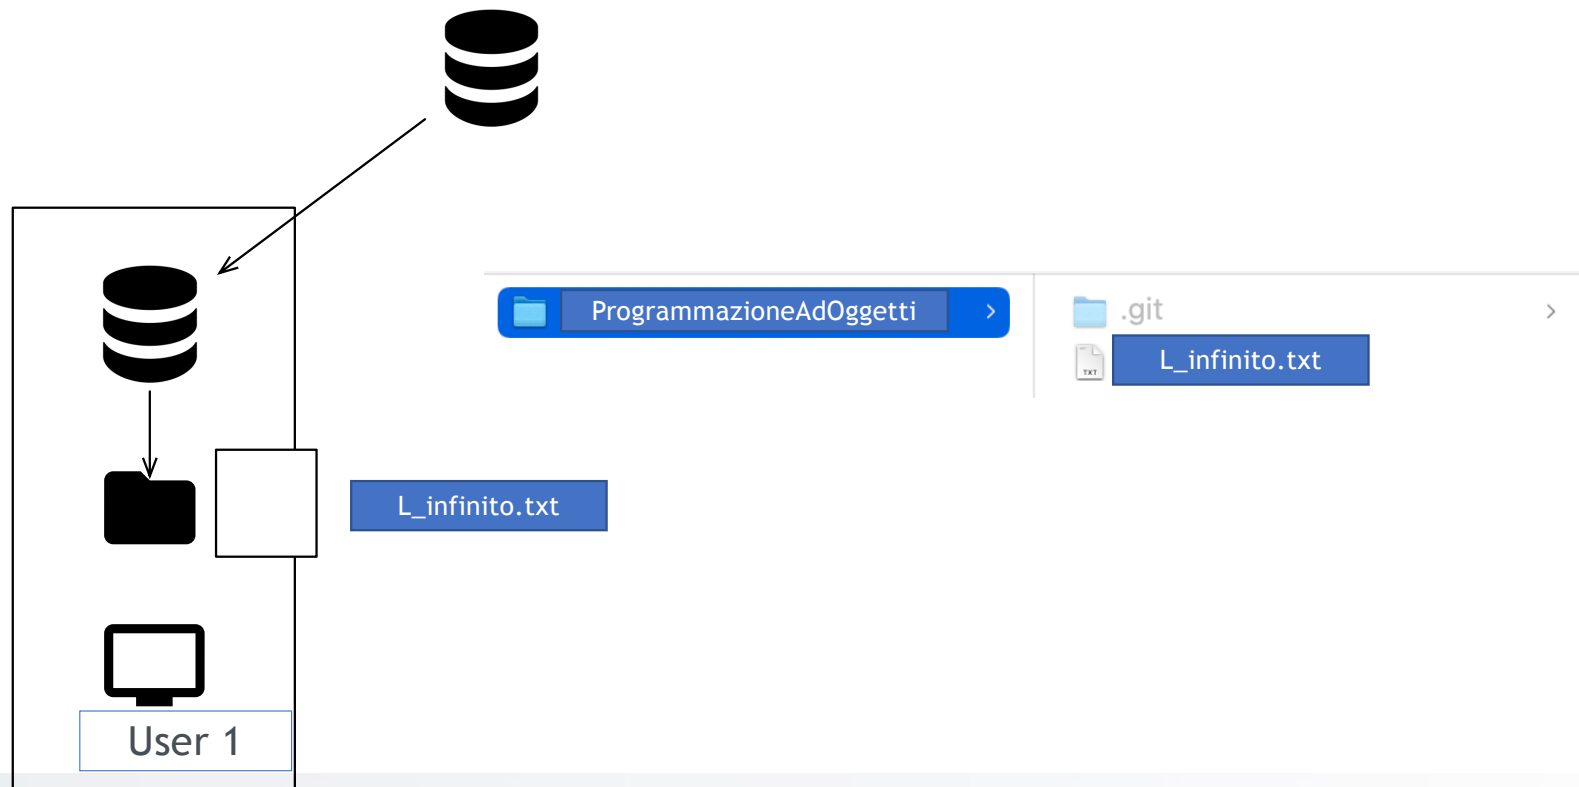 ProgrammazioneAdOggetti
.git
L_infinito.txt
TXT
L_infinito.txt
User 1